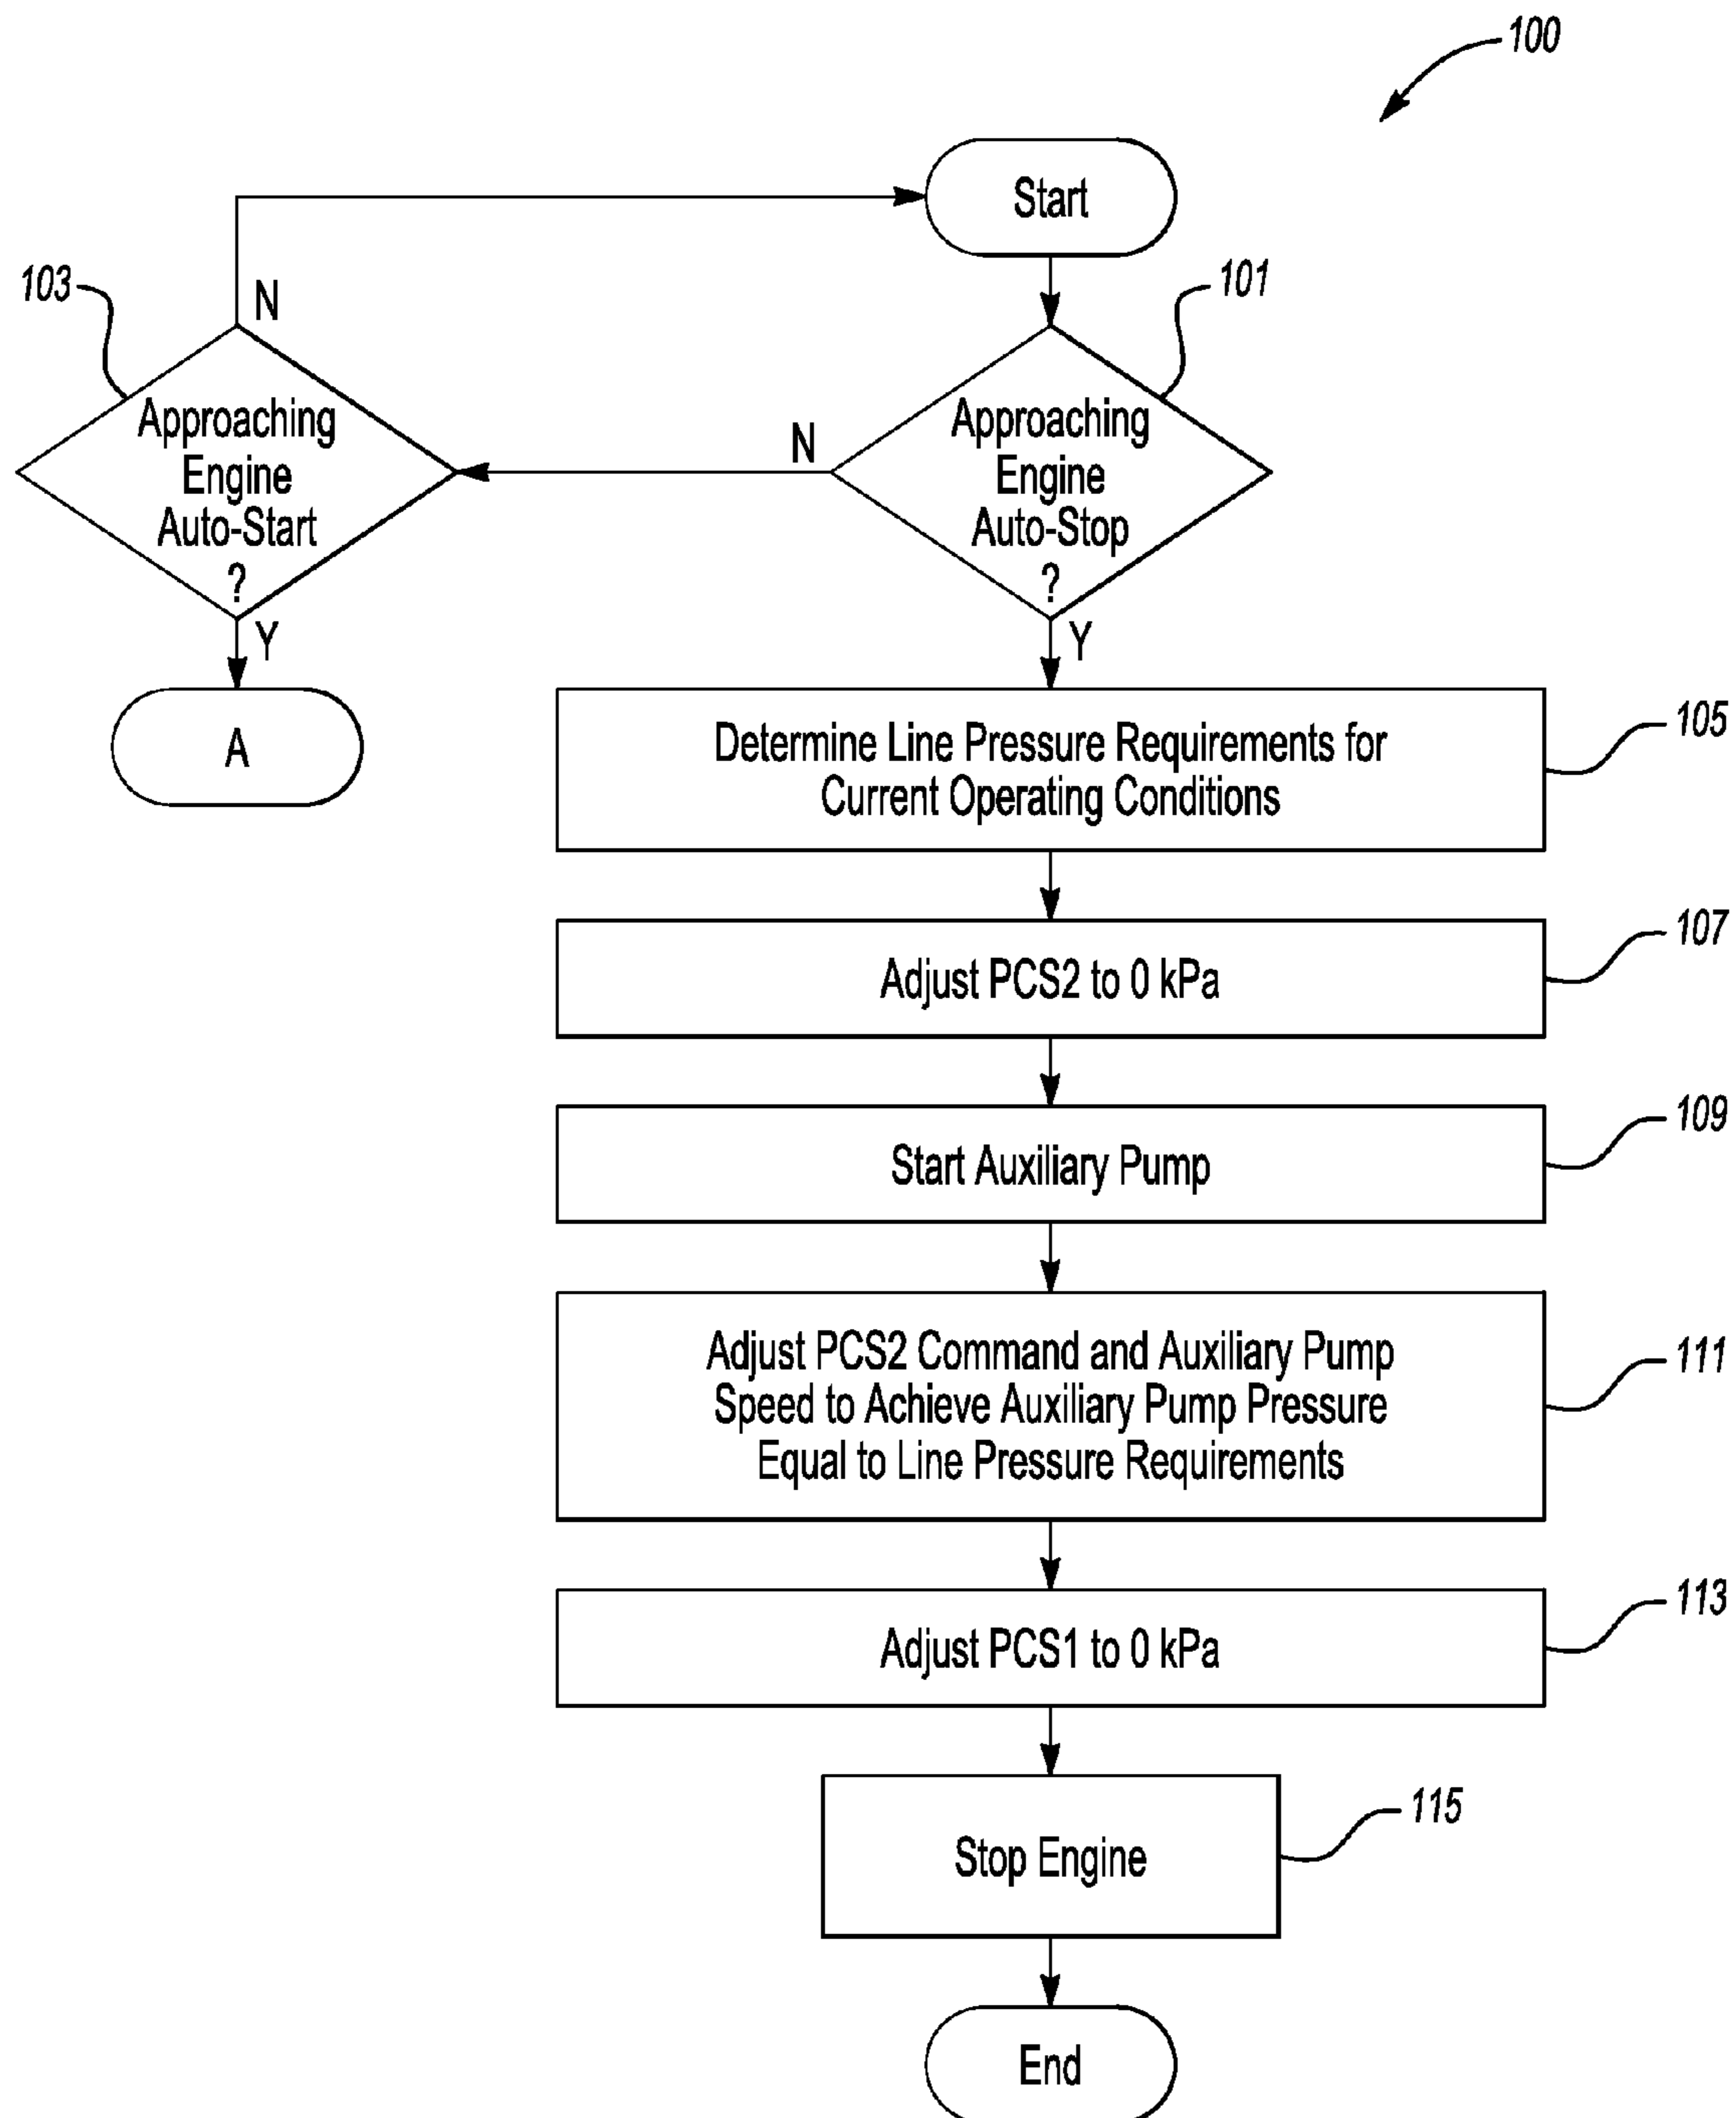 100
Start
103
N
101
Approaching
Engine
Auto-Start
?
N
Approaching
Engine
Auto-Stop
?
Y
Y
A
Determine Line Pressure Requirements for
Current Operating Conditions
105
Adjust PCS2 to 0 kPa
107
Start Auxiliary Pump
109
Adjust PCS2 Command and Auxiliary Pump
Speed to Achieve Auxiliary Pump Pressure
Equal to Line Pressure Requirements
111
Adjust PCS1 to 0 kPa
113
Stop Engine
115
End